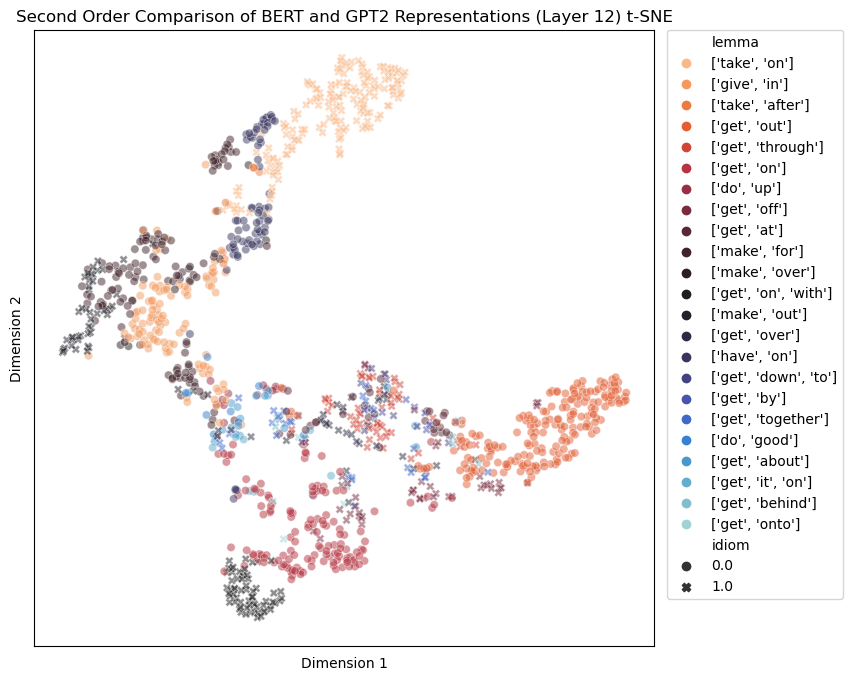 Second Order Comparison of BERT and GPT2 Representations (Layer 12) t-SNE
Dimension 2
Dimension 1
lemma
['take', 'on']
['give', 'in']
['take', 'after']
['get', 'out']
['get', 'through']
['get', 'on']
['do', 'up']
['get', 'off']
['get', 'at']
['make', 'for']
['make', 'over']
['get', 'on', 'with']
['make', 'out']
['get', 'over']
['have', 'on']
['get', 'down', 'to']
['get', 'by']
['get', 'together']
['do', 'good']
['get', 'about']
['get', 'it', 'on']
['get', 'behind']
['get', 'onto']
idiom
0.0
1.0